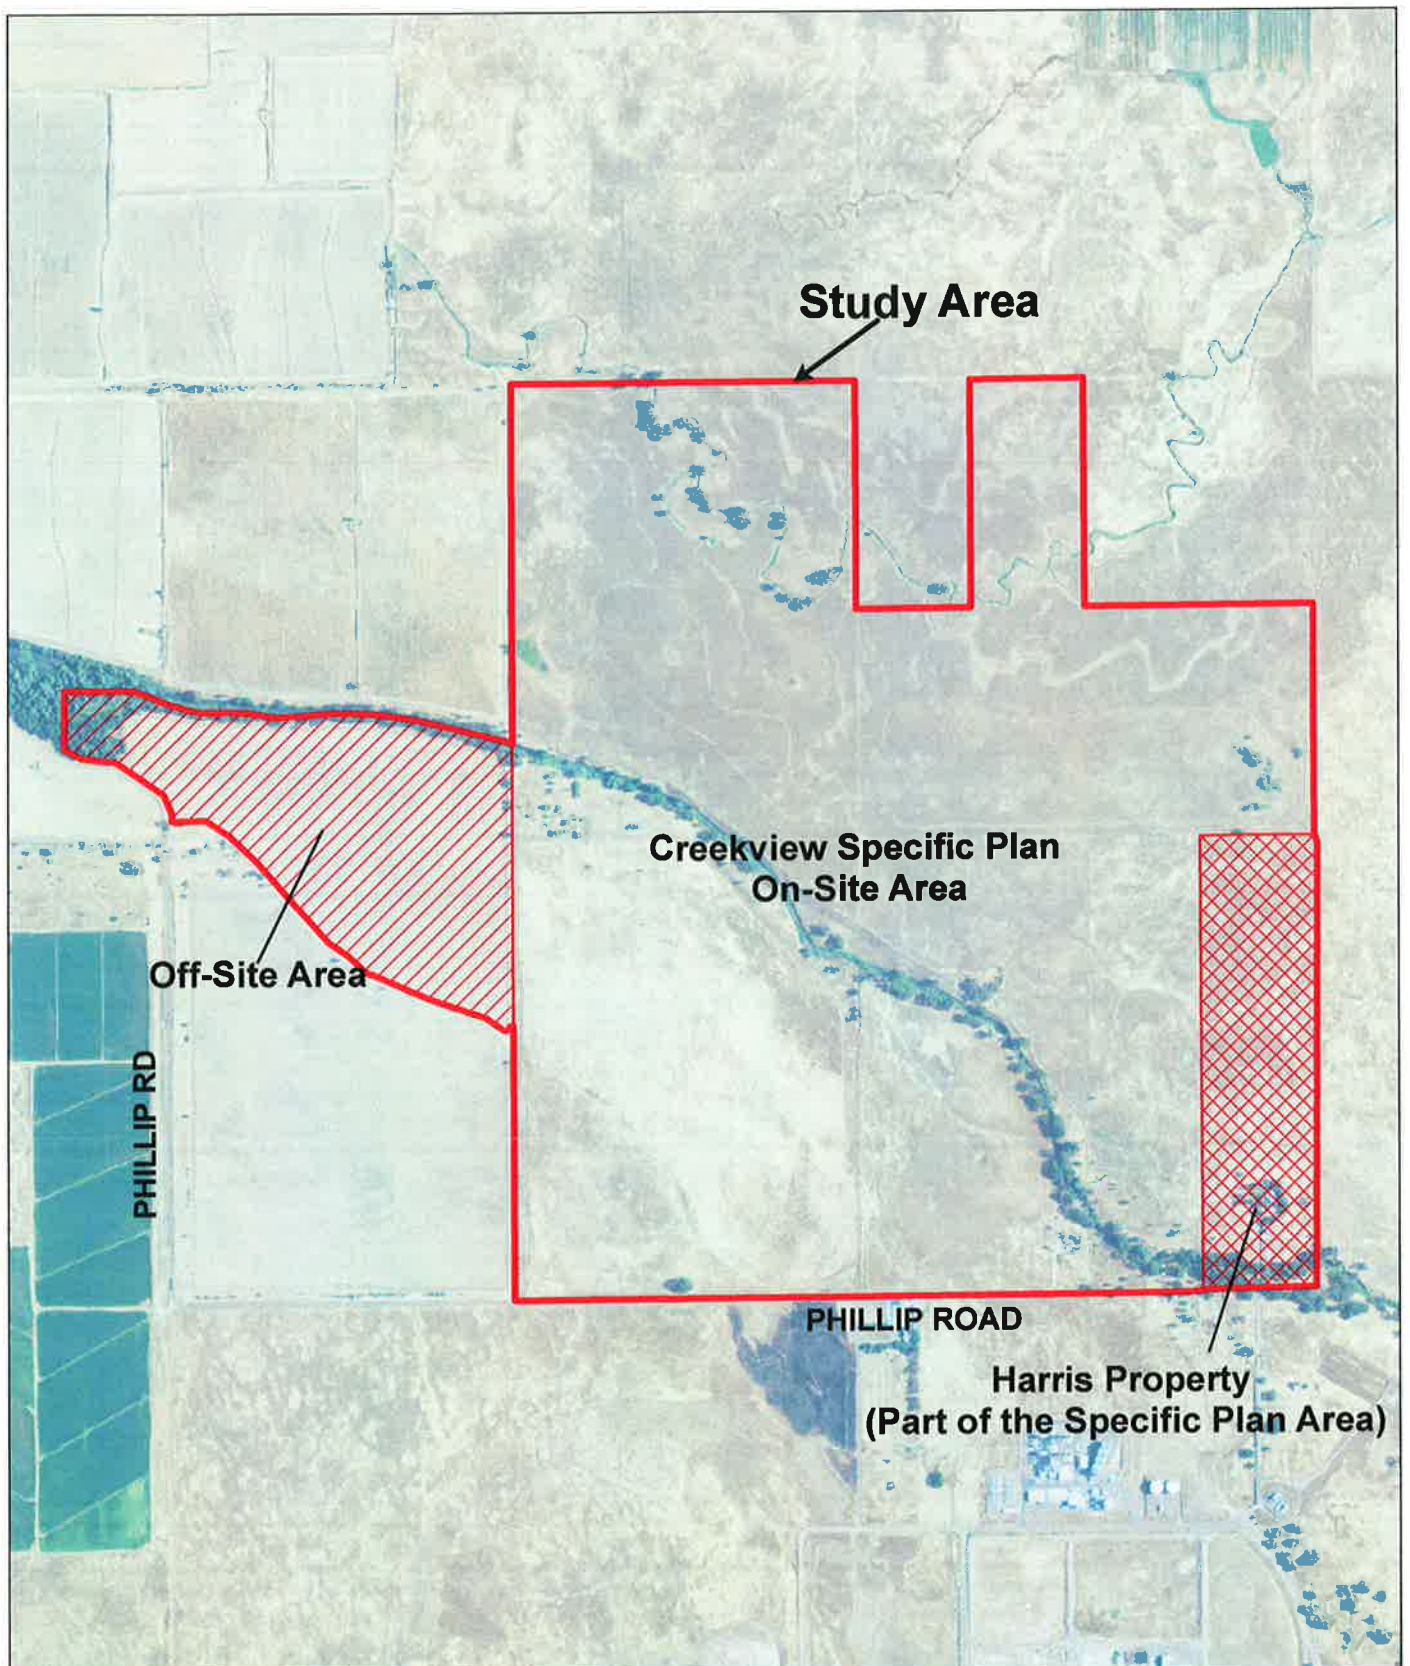 Study Area
Creekview Specific Plan
On-Site Area
Off-Site Area
PHILLIP RD
PHILLIP ROAD
Harris Property
(Part of the Specific Plan Area)